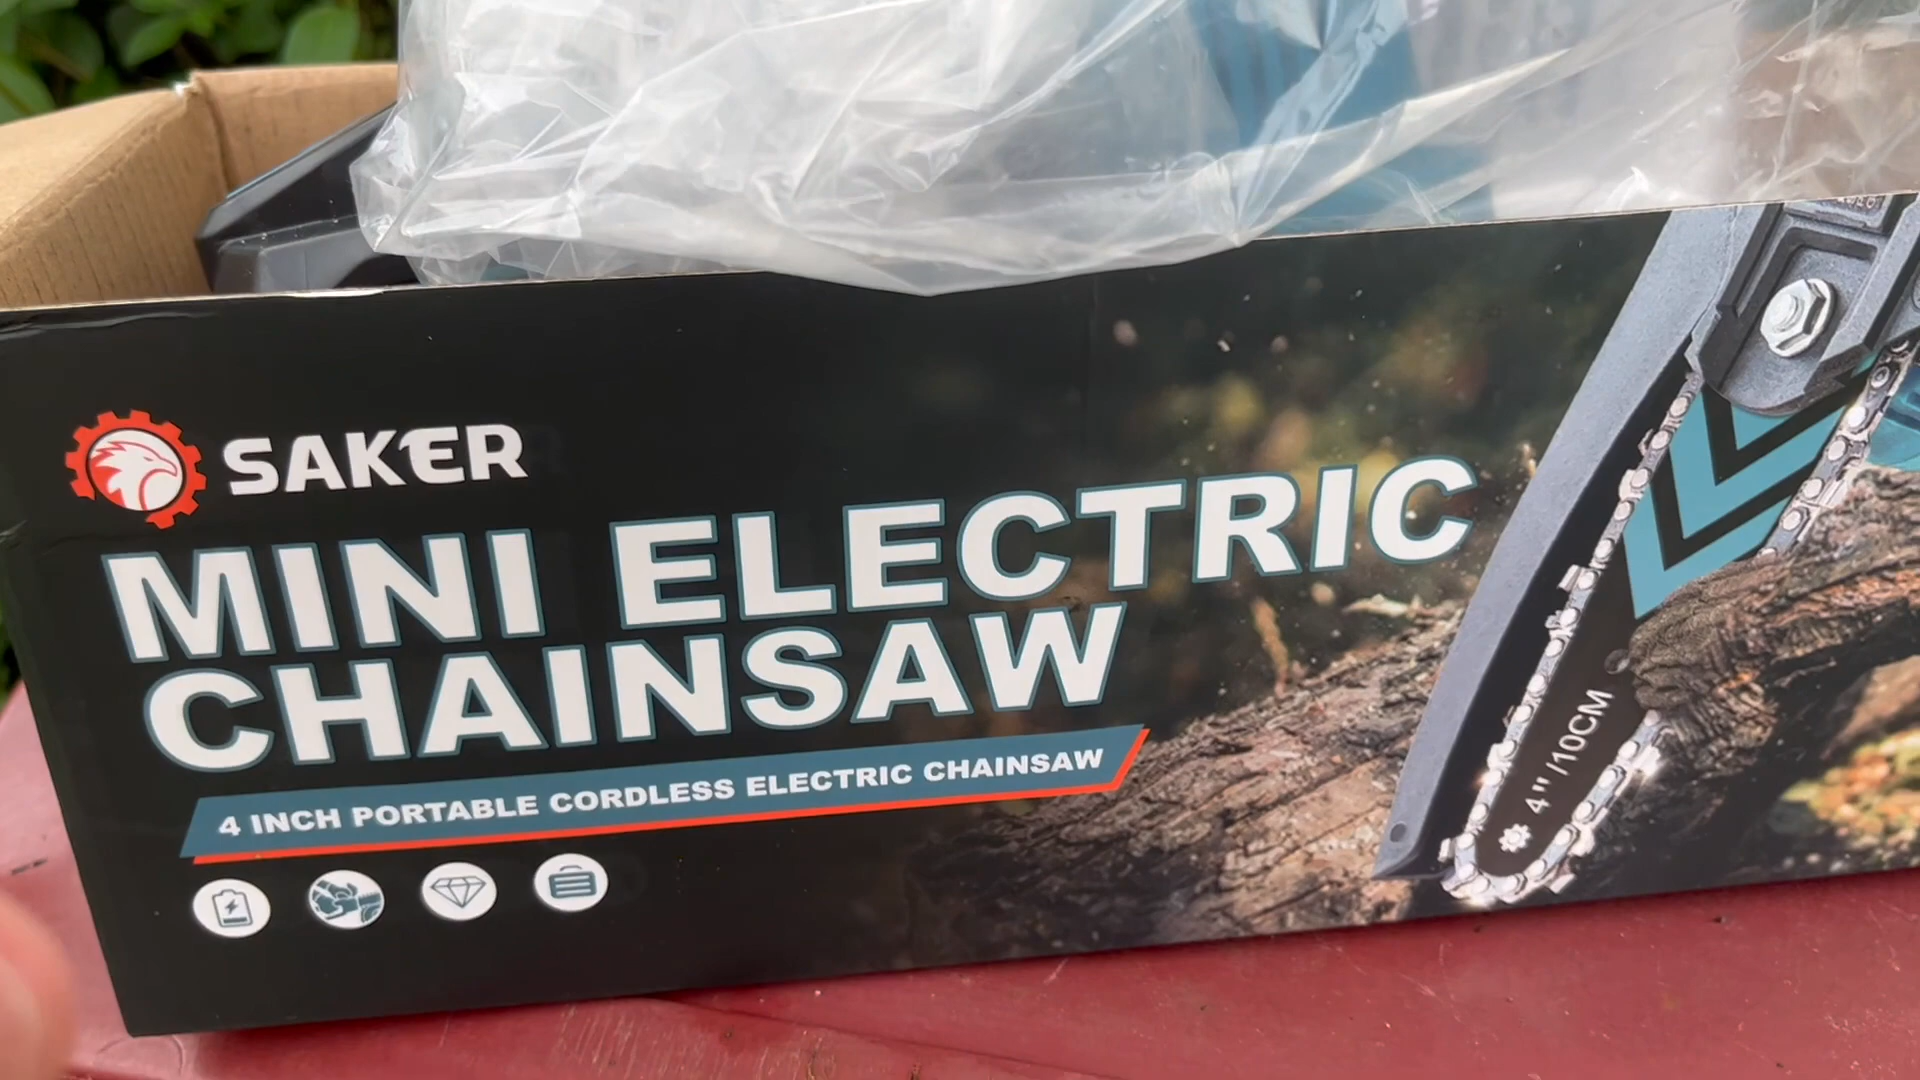 SAKER
MINI ELECTRIC
CHAINSAW
4 INCH PORTABLE CORDLESS ELECTRIC CHAINSAW
4"/10CM